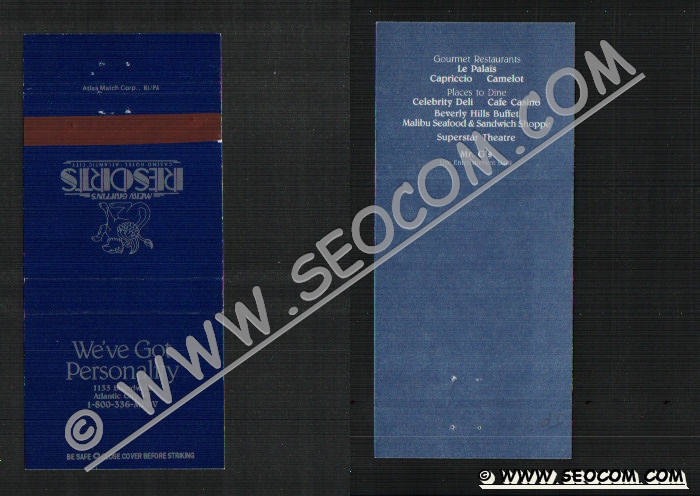 Atlas Match Corp.
MERV GRIFFIN'S
RESORTS
CASINO HOTEL · ATLANTIC CITY
We've Got
Personality
1133
Atlantic
1-800-336-
BE SAFE CLOSE COVER BEFORE STRIKING
Gourmet Restaurants
Le Palais
Capriccio Camelot
Places to Dine
Celebrity Deli Cafe Casino
Beverly Hills Buffet
Malibu Seafood & Sandwich Shoppe
Superstar Theatre
Mr. G's
© WWW.SEOCOM.COM
© WWW.SEOCOM.COM